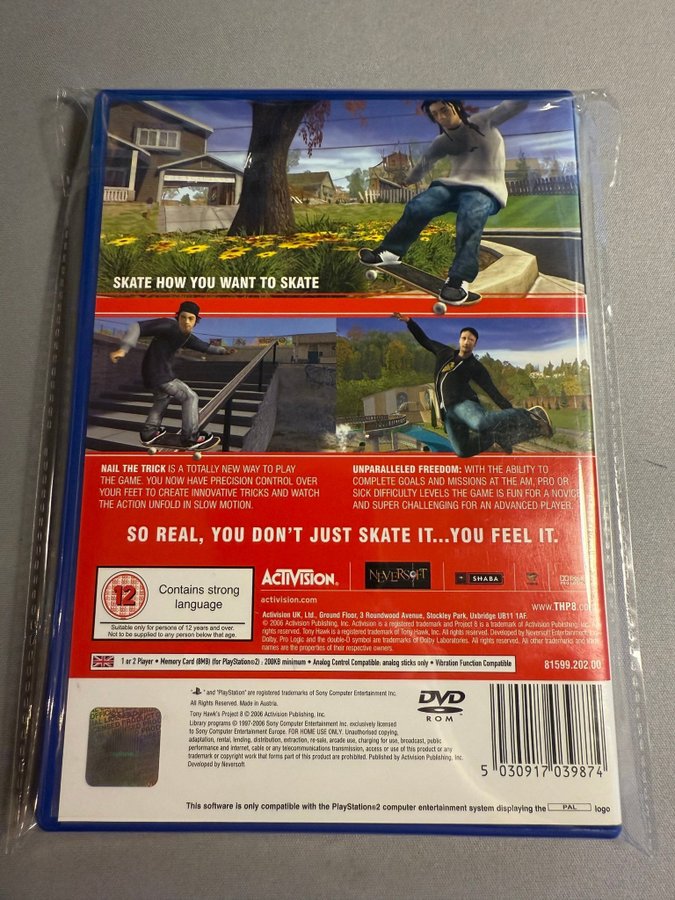 SKATE HOW YOU WANT TO SKATE
NAIL THE TRICK IS A TOTALLY NEW WAY TO PLAY
THE GAME. YOU NOW HAVE PRECISION CONTROL OVER
YOUR FEET TO CREATE INNOVATIVE TRICKS AND WATCH
THE ACTION UNFOLD IN SLOW MOTION.
UNPARALLELED FREEDOM: WITH THE ABILITY TO
COMPLETE GOALS AND MISSIONS AT THE AM, PRO OR
SICK DIFFICULTY LEVELS THE GAME IS FUN FOR A NOVICE
AND SUPER CHALLENGING FOR AN ADVANCED PLAYER.
SO REAL, YOU DON'T JUST SKATE IT...YOU FEEL IT.
12
Contains strong
language
Suitable only for persons of 12 years and over.
Not to be supplied to any person below that age.
ACTIVISION.
NEVERSOFT
SHABA
activision.com
www.THP8.co
Activision UK, Ltd., Ground Floor, 3 Roundwood Avenue, Stockley Park, Uxbridge UB11 1AF
© 2006 Activision Publishing, Inc. Activision is a registered trademark and Project 8 is a trademark of Activision Publishing, Inc. All
rights reserved. Tony Hawk is a registered trademark of Tony Hawk, Inc. All rights reserved. Developed by Neversoft Entertainment, Inc.
Dolby, Pro Logic and the double-D symbol are trademarks of Dolby Laboratories. All rights reserved. All other trademarks and trade
names are the properties of their respective owners.
1 or 2 Player • Memory Card (8MB) (for PlayStation®2) : 200KB minimum • Analog Control Compatible: analog sticks only • Vibration Function Compatible
81599.202.00
" and "PlayStation" are registered trademarks of Sony Computer Entertainment Inc.
All Rights Reserved. Made in Austria.
Tony Hawk's Project 8 © 2006 Activision Publishing, Inc.
Library programs © 1997-2006 Sony Computer Entertainment Inc. exclusively licensed
to Sony Computer Entertainment Europe. FOR HOME USE ONLY. Unauthorised copying,
adaptation, rental, lending, distribution, extraction, re-sale, arcade use, charging for use, broadcast, public
performance and internet, cable or any telecommunications transmission, access or use of this product or any
trademark or copyright work that forms part of this product are prohibited. Published by Activision Publishing, Inc.
Developed by Neversoft.
DVD
ROM
5 030917 039874
This software is only compatible with the PlayStation®2 computer entertainment system displaying the PAL logo